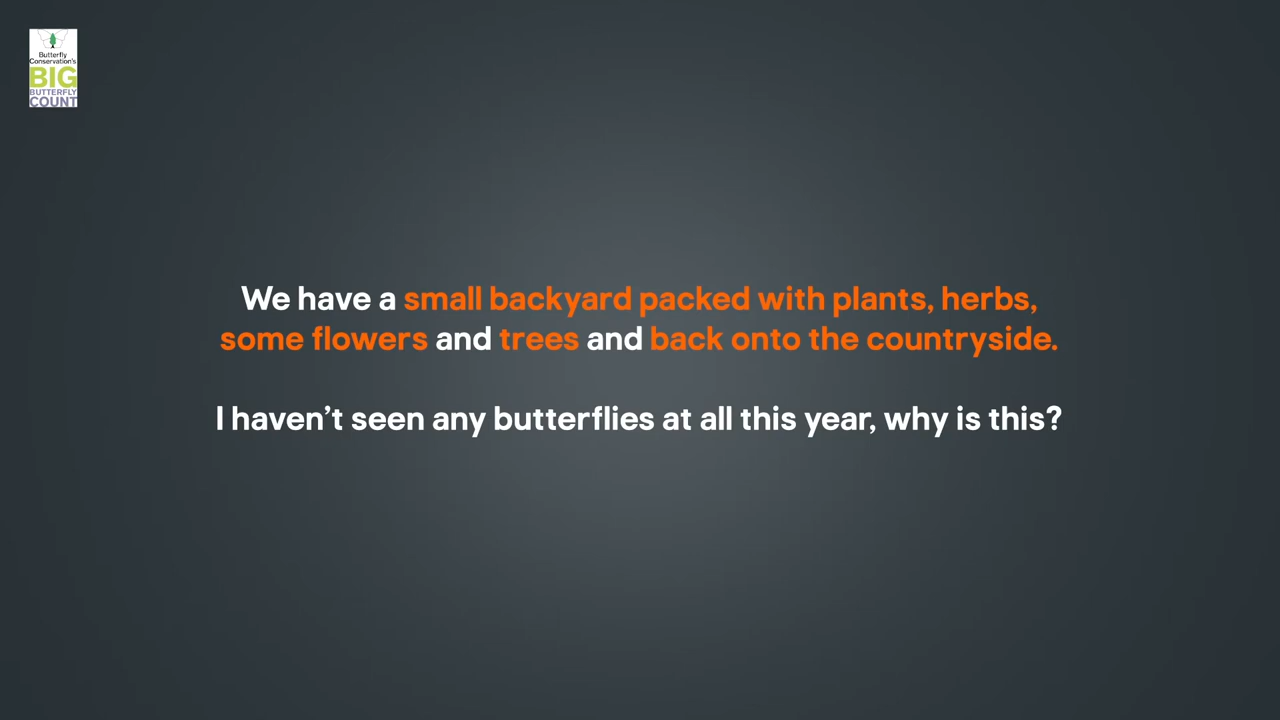 Butterfly
Conservation's
BIG
BUTTERFLY
COUNT
We have a small backyard packed with plants, herbs,
some flowers and trees and back onto the countryside.
I haven't seen any butterflies at all this year, why is this?